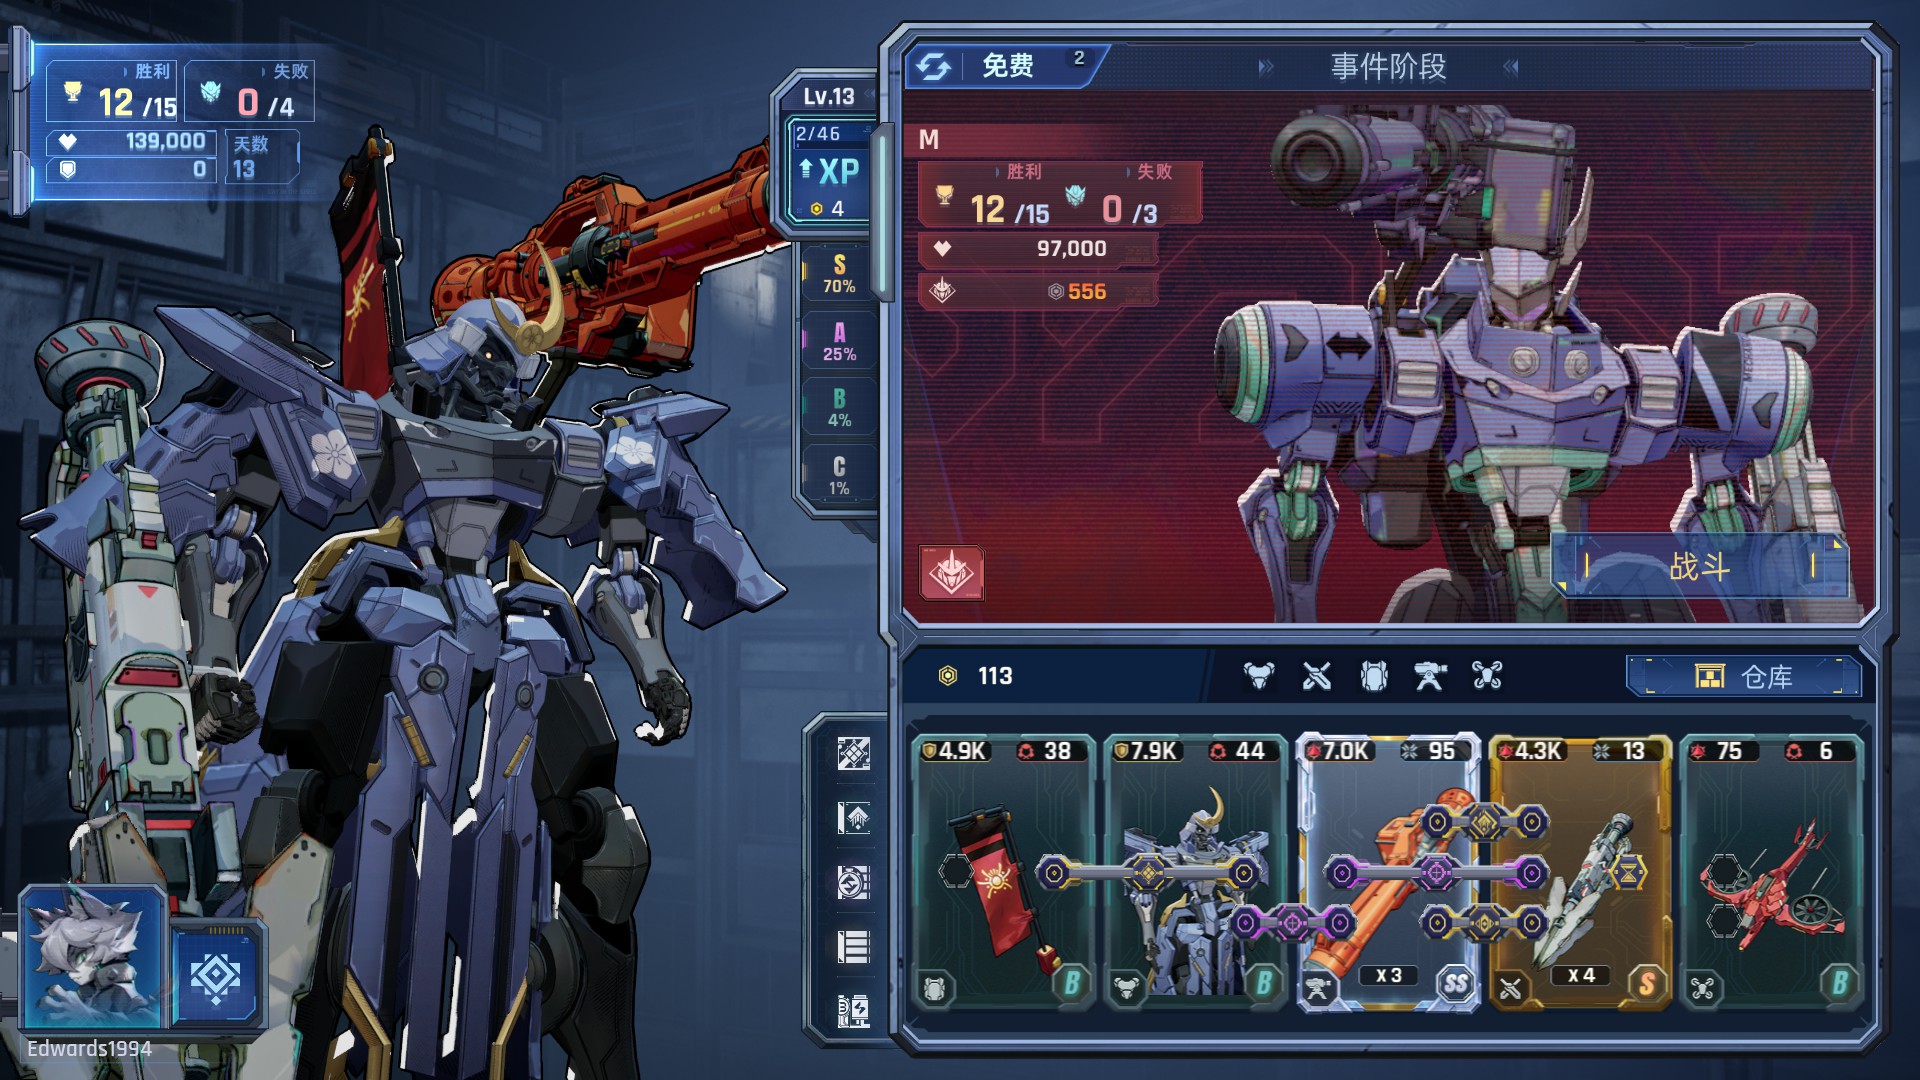 胜利
12 /15
失败
0 /4
139,000
0
天数
13
Lv.13
2/46
XP
4
S
70%
A
25%
B
4%
C
1%
免费 2
事件阶段
M
胜利
12 /15
失败
0 /3
97,000
556
战斗
113
仓库
4.9K 38
B
7.9K 44
B
7.0K 95
x 3
SS
4.3K 13
x 4
S
75 6
B
Edwards1994